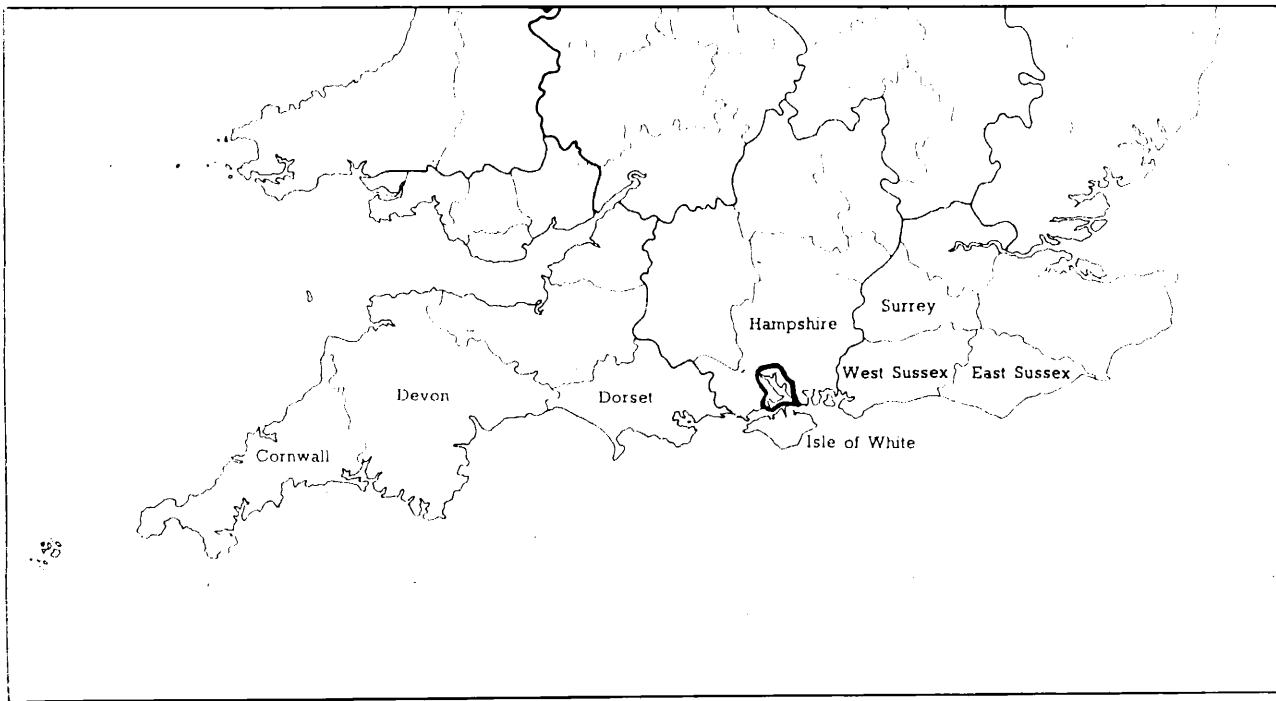 Surrey
Hampshire
West Sussex
East Sussex
Devon
Dorset
Isle of White
Cornwall